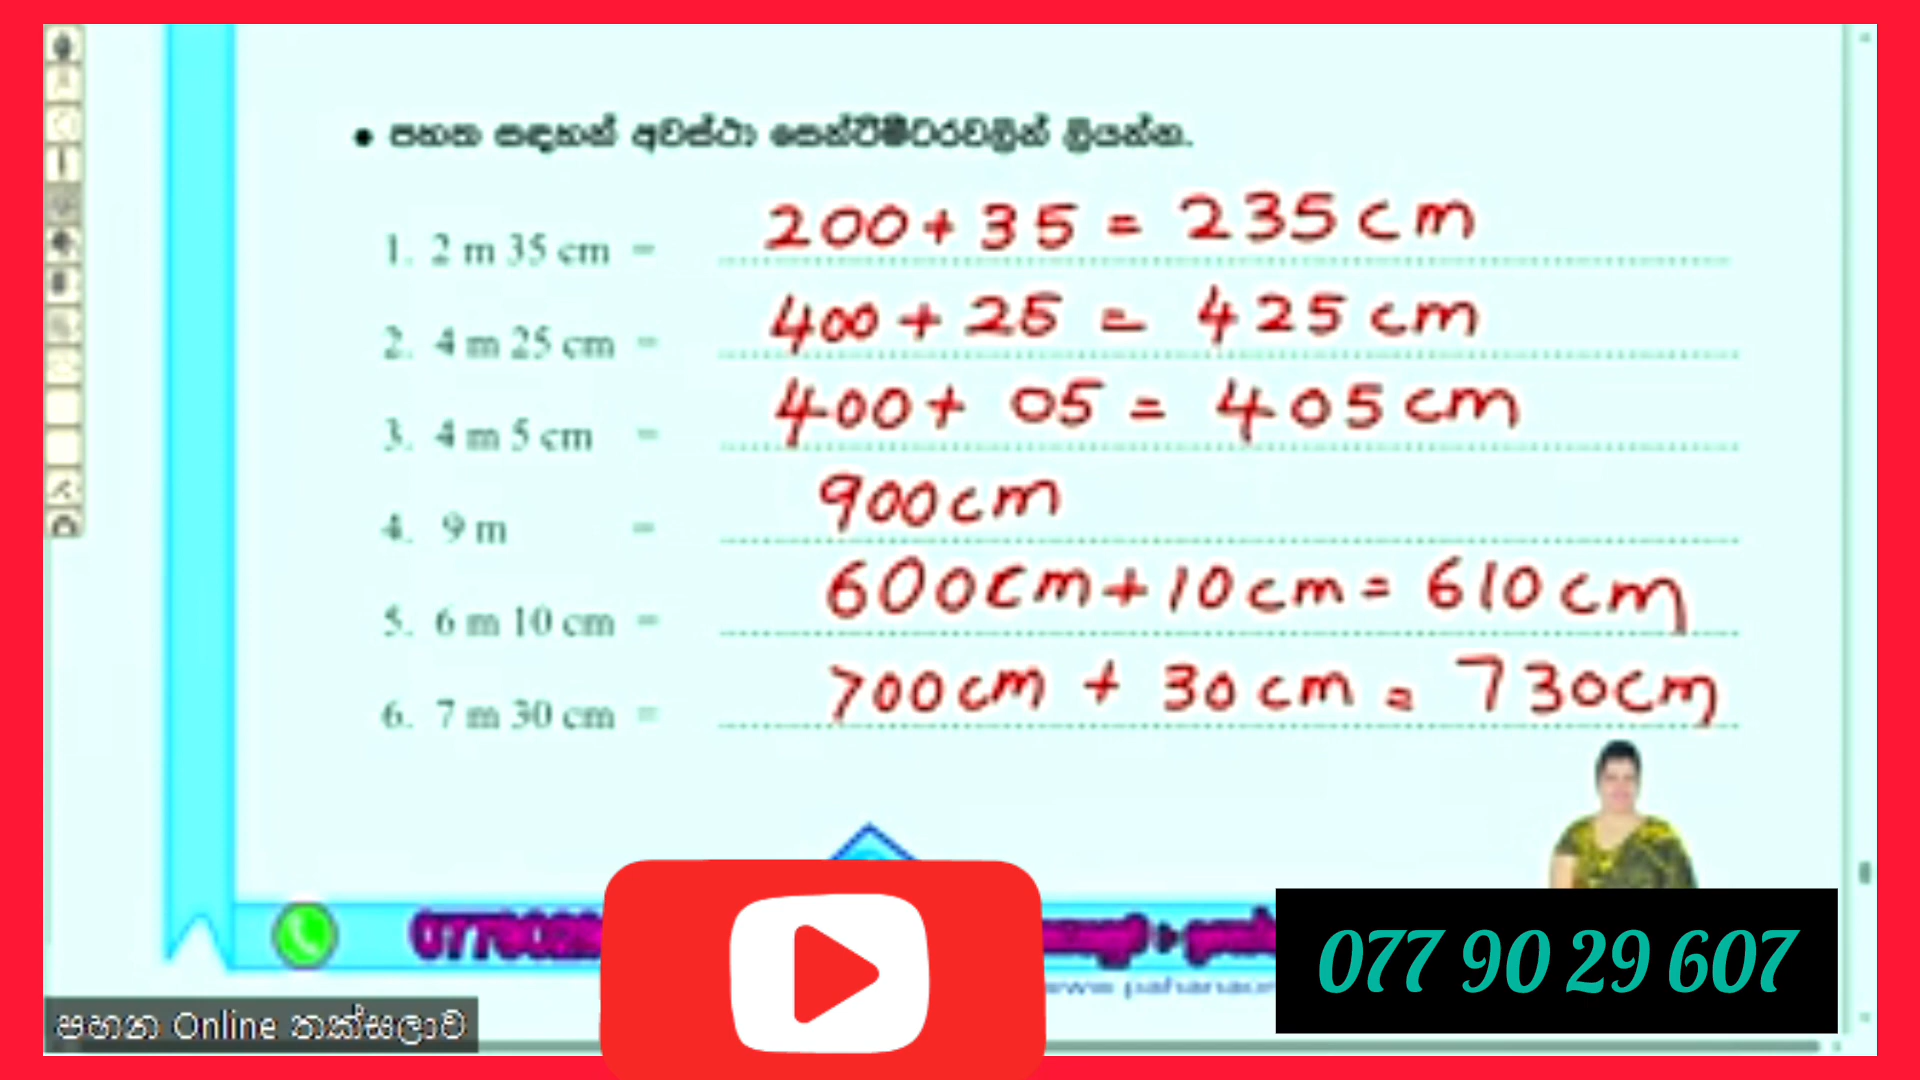 • පහත සඳහන් අවස්ථා සෙන්ටිමීටරවලින් ලියන්න.
1. 2 m 35 cm = 200 + 35 = 235 cm
2. 4 m 25 cm = 400 + 25 = 425 cm
3. 4 m 5 cm = 400 + 05 = 405 cm
4. 9 m = 900 cm
5. 6 m 10 cm = 600 cm + 10 cm = 610 cm
6. 7 m 30 cm = 700 cm + 30 cm = 730 cm
077 90 29 607
පහන Online තක්සලාව